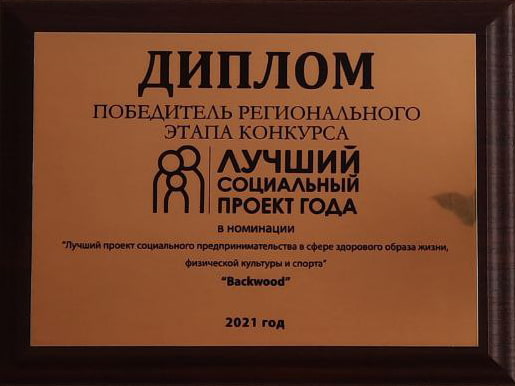 ДИПЛОМ
ПОБЕДИТЕЛЬ РЕГИОНАЛЬНОГО
ЭТАПА КОНКУРСА
ЛУЧШИЙ
СОЦИАЛЬНЫЙ
ПРОЕКТ ГОДА
в номинации
"Лучший проект социального предпринимательства в сфере здорового образа жизни,
физической культуры и спорта"
"Backwood"
2021 год